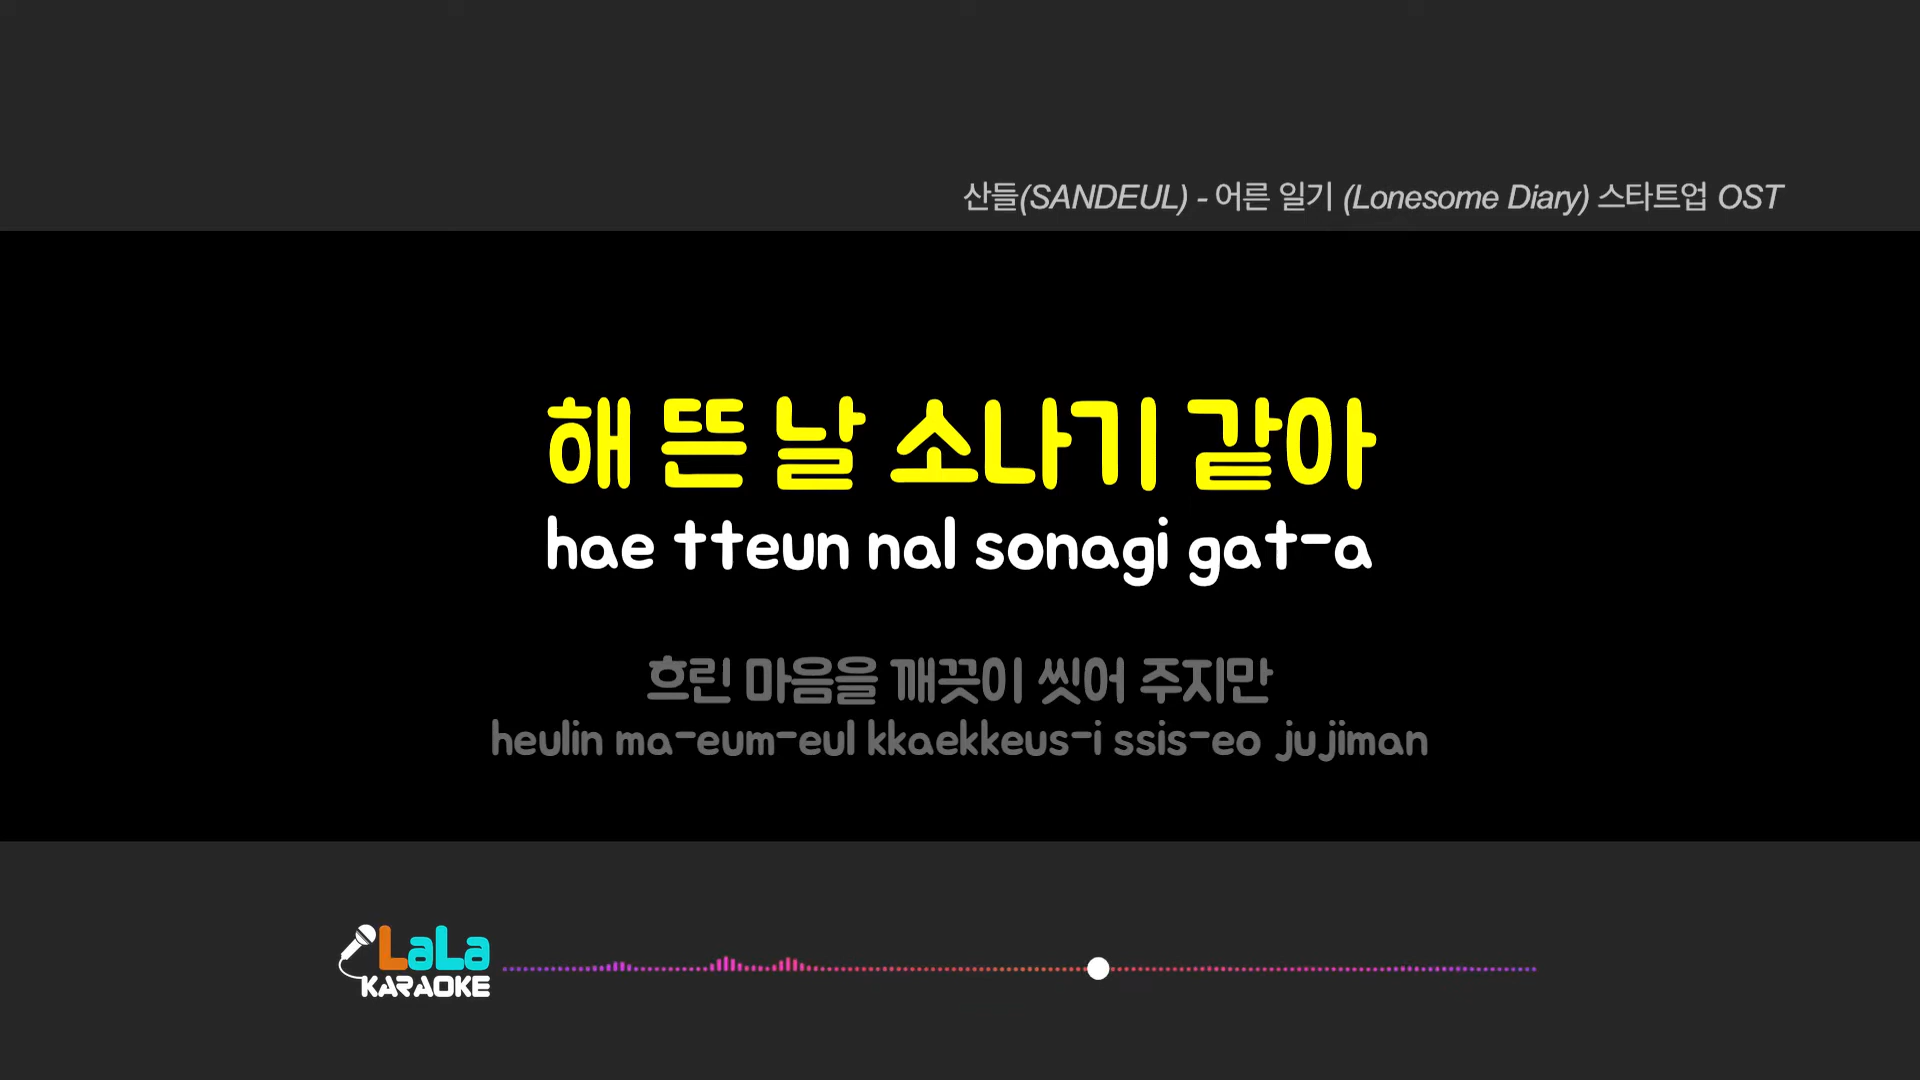 산들(SANDEUL) - 어른 일기 (Lonesome Diary) 스타트업 OST
해 뜬 날 소나기 같아
hae tteun nal sonagi gat-a
흐린 마음을 깨끗이 씻어 주지만
heulin ma-eum-eul kkaekkeus-i ssis-eo jujiman
LaLa
KARAOKE